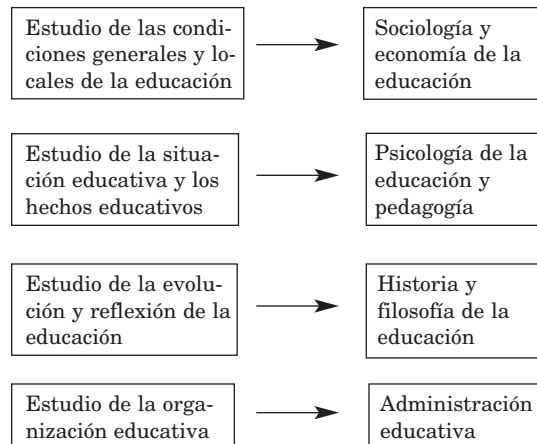 Estudio de las condi-
ciones generales y lo-
cales de la educación
Sociología y
economía de la
educación
Estudio de la situa-
ción educativa y los
hechos educativos
Psicología de la
educación y
pedagogía
Estudio de la evolu-
ción y reflexión de la
educación
Historia y
filosofía de la
educación
Estudio de la orga-
nización educativa
Administración
educativa